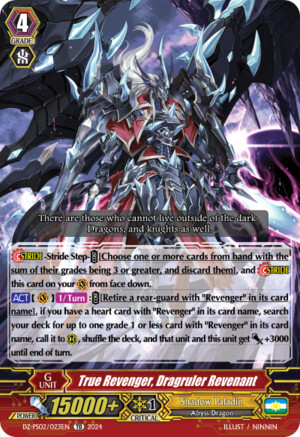 4
GRADE
There are those who cannot live outside of the dark.
Dragons, and knights as well.
STRIDE -Stride Step- [Choose one or more cards from hand with the
sum of their grades being 3 or greater, and discard them], and STRIDE
this card on from face down.
ACT 1/Turn [Retire a rear-guard with "Revenger" in its card
name], if you have a heart card with "Revenger" in its card name, search
your deck for up to one grade 1 or less card with "Revenger" in its card
name, call it to , shuffle the deck, and that unit and this unit get +3000
until end of turn.
G
UNIT
True Revenger, Dragruler Revenant
POWER
15000+
1
CRITICAL
Shadow Paladin
Abyss Dragon
DZ-PS02/023EN TD 2024
ILLUST / NINNIN